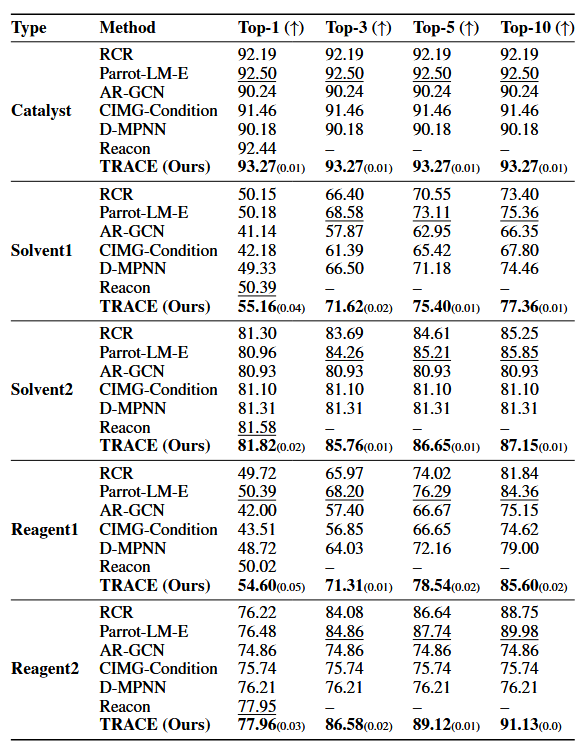 Type Method Top-1 (↑) Top-3 (↑) Top-5 (↑) Top-10 (↑)
RCR 92.19 92.19 92.19 92.19
Parrot-LM-E 92.50 92.50 92.50 92.50
AR-GCN 90.24 90.24 90.24 90.24
Catalyst CIMG-Condition 91.46 91.46 91.46 91.46
D-MPNN 90.18 90.18 90.18 90.18
Reacon 92.44 – – –
TRACE (Ours) 93.27(0.01) 93.27(0.01) 93.27(0.01) 93.27(0.01)
RCR 50.15 66.40 70.55 73.40
Parrot-LM-E 50.18 68.58 73.11 75.36
AR-GCN 41.14 57.87 62.95 66.35
Solvent1 CIMG-Condition 42.18 61.39 65.42 67.80
D-MPNN 49.33 66.50 71.18 74.46
Reacon 50.39 – – –
TRACE (Ours) 55.16(0.04) 71.62(0.02) 75.40(0.01) 77.36(0.01)
RCR 81.30 83.69 84.61 85.25
Parrot-LM-E 80.96 84.26 85.21 85.85
AR-GCN 80.93 80.93 80.93 80.93
Solvent2 CIMG-Condition 81.10 81.10 81.10 81.10
D-MPNN 81.31 81.31 81.31 81.31
Reacon 81.58 – – –
TRACE (Ours) 81.82(0.02) 85.76(0.01) 86.65(0.01) 87.15(0.01)
RCR 49.72 65.97 74.02 81.84
Parrot-LM-E 50.39 68.20 76.29 84.36
AR-GCN 42.00 57.40 66.67 75.15
Reagent1 CIMG-Condition 43.51 56.85 66.65 74.62
D-MPNN 48.72 64.03 72.16 79.00
Reacon 50.02 – – –
TRACE (Ours) 54.60(0.05) 71.31(0.01) 78.54(0.02) 85.60(0.02)
RCR 76.22 84.08 86.64 88.75
Parrot-LM-E 76.48 84.86 87.74 89.98
AR-GCN 74.86 74.86 74.86 74.86
Reagent2 CIMG-Condition 75.74 75.74 75.74 75.74
D-MPNN 76.21 76.21 76.21 76.21
Reacon 77.95 – – –
TRACE (Ours) 77.96(0.03) 86.58(0.02) 89.12(0.01) 91.13(0.0)